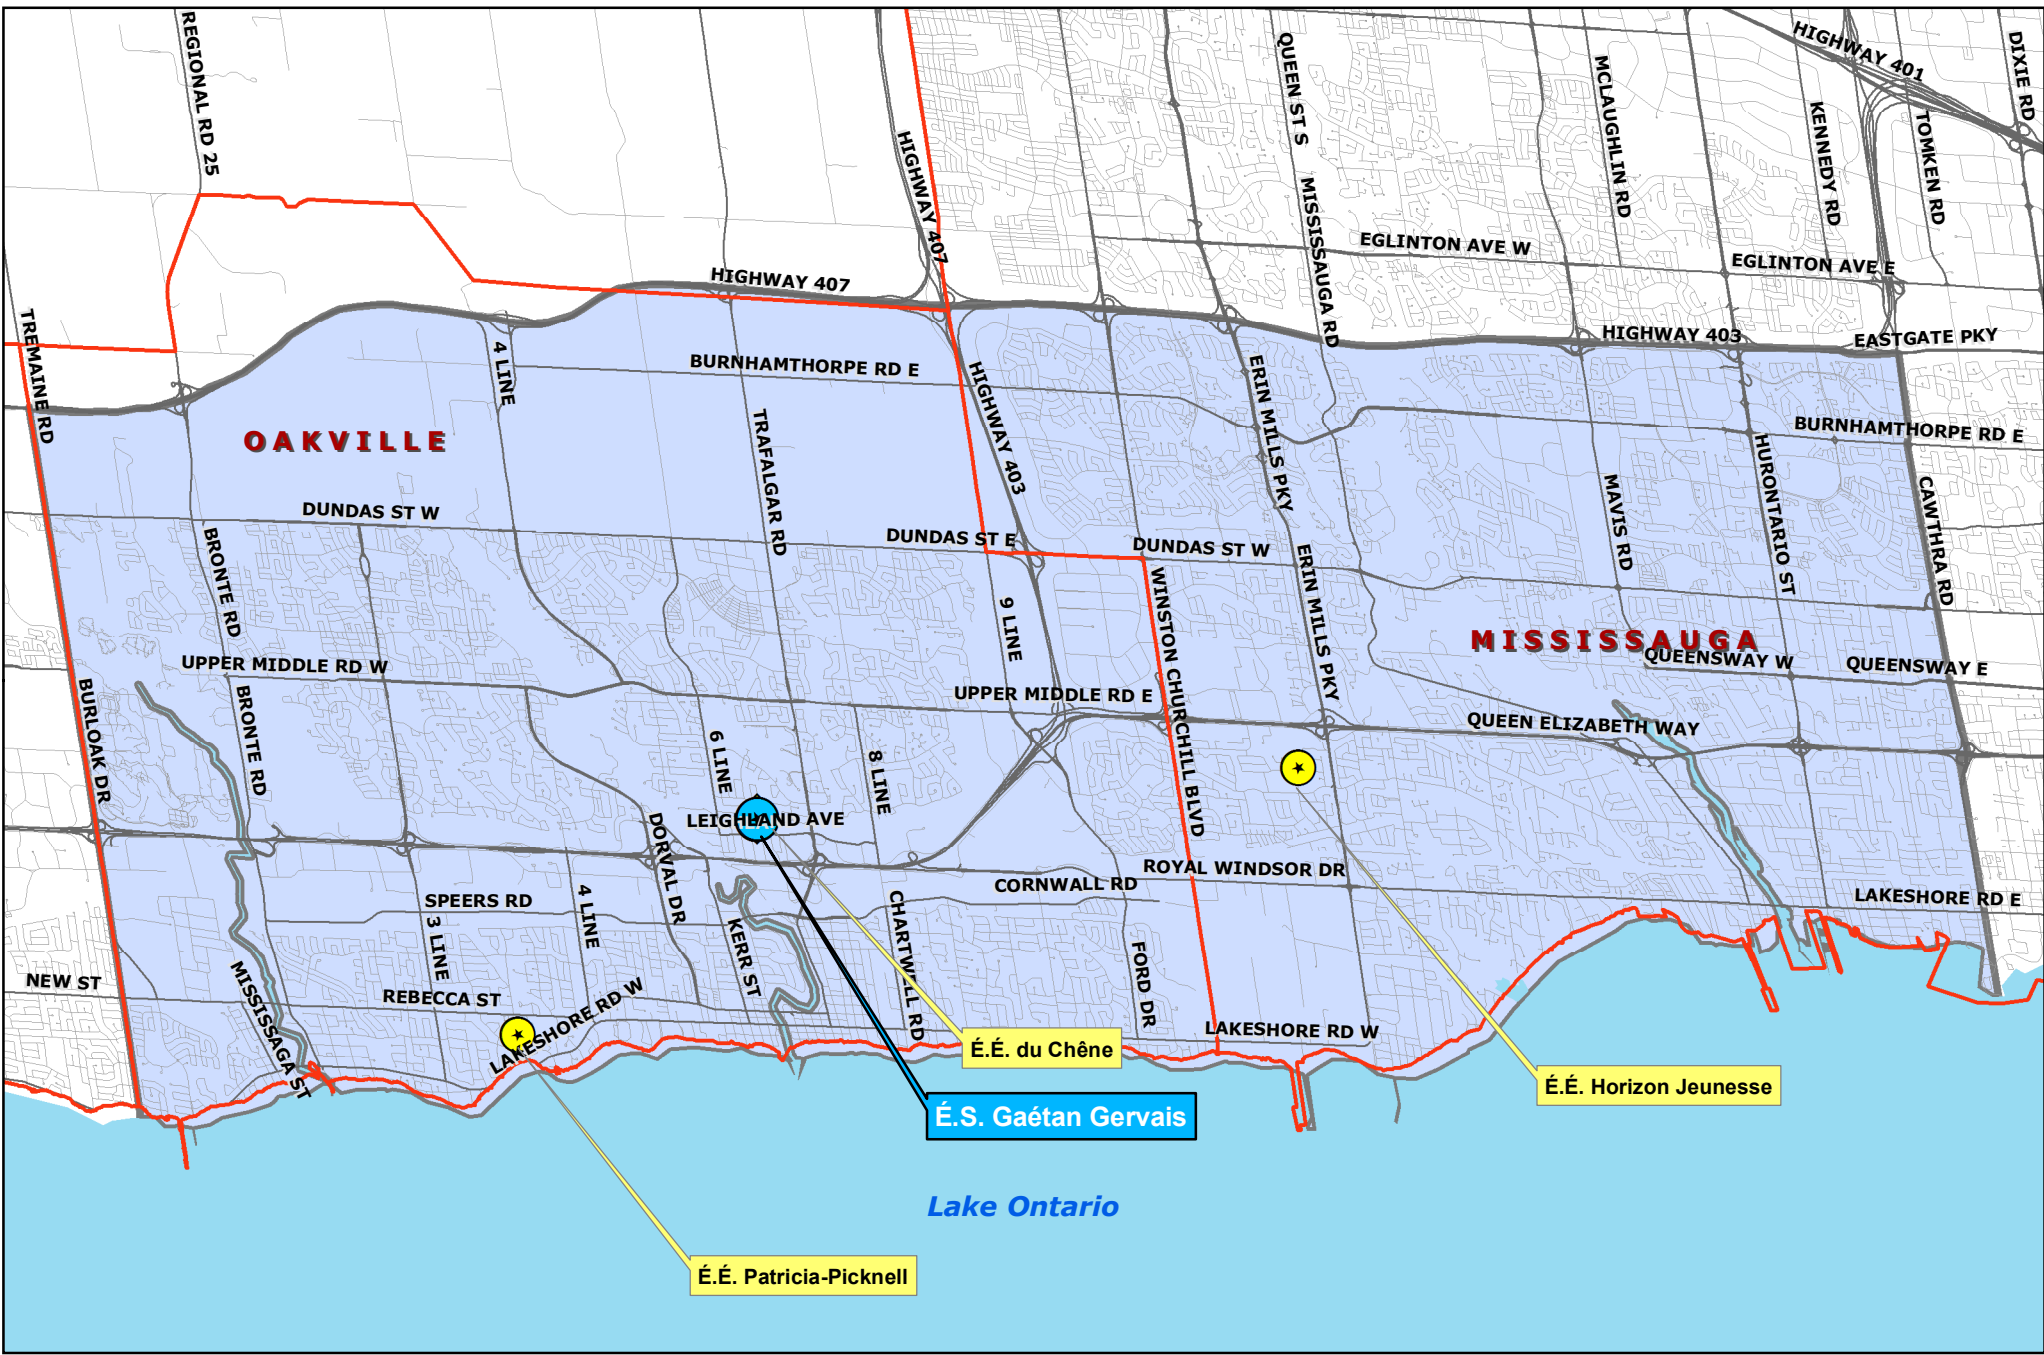 REGIONAL RD 25
HIGHWAY 407
QUEEN ST S
MISSISSAUGA RD
MCLAUGHLIN RD
HIGHWAY 401
KENNEDY RD
TOMKEN RD
DIXIE RD
EGLINTON AVE W
EGLINTON AVE E
HIGHWAY 407
HIGHWAY 403
EASTGATE PKY
TREMAINE RD
4 LINE
BURNHAMTHORPE RD E
HIGHWAY 403
ERIN MILLS PKY
OAKVILLE
TRAFALGAR RD
HURONTARIO ST
BURNHAMTHORPE RD E
MAVIS RD
CAWTHRA RD
DUNDAS ST W
DUNDAS ST E
DUNDAS ST W
BRONTE RD
9 LINE
WINSTON CHURCHILL BLVD
ERIN MILLS PKY
MISSISSAUGA
QUEENSWAY W
QUEENSWAY E
UPPER MIDDLE RD W
UPPER MIDDLE RD E
BURLOAK DR
BRONTE RD
6 LINE
8 LINE
QUEEN ELIZABETH WAY
LEIGHLAND AVE
DORVAL DR
ROYAL WINDSOR DR
CORNWALL RD
SPEERS RD
3 LINE
4 LINE
KERR ST
CHARTWELL RD
FORD DR
LAKESHORE RD E
NEW ST
MISSISSAGA ST
REBECCA ST
LAKESHORE RD W
LAKESHORE RD W
É.É. du Chêne
É.É. Horizon Jeunesse
É.S. Gaétan Gervais
Lake Ontario
É.É. Patricia-Picknell